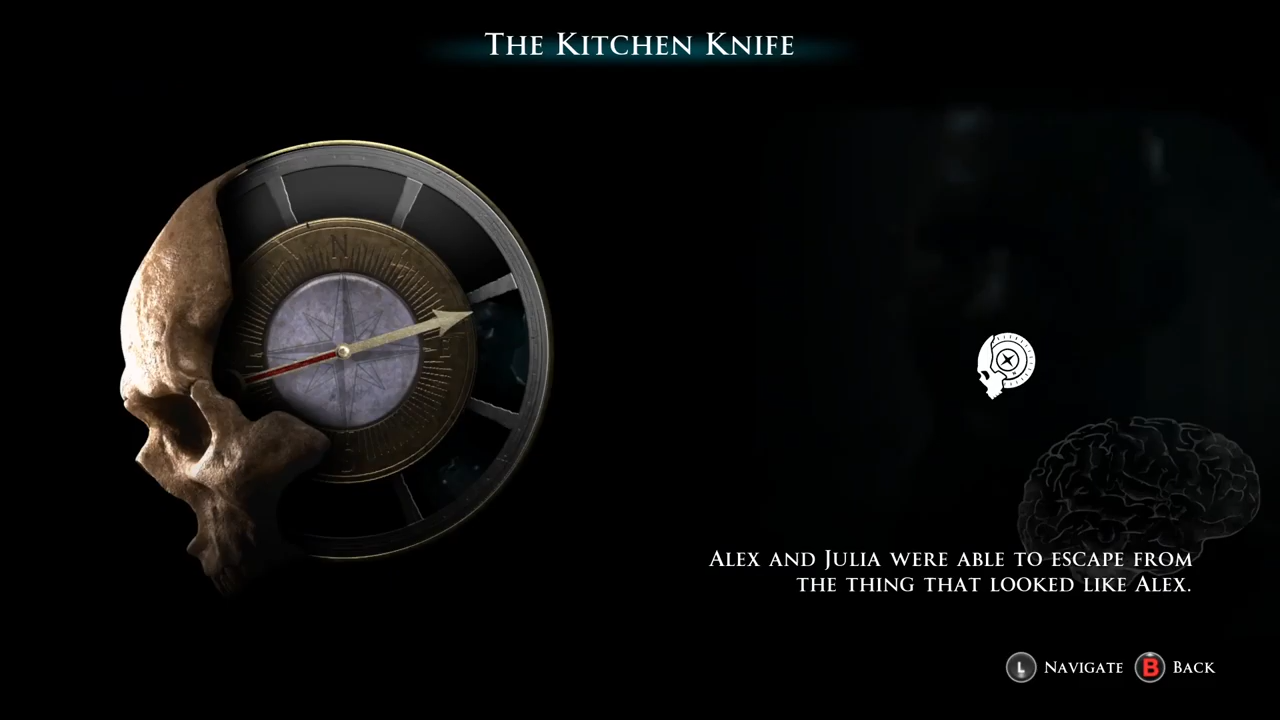 The Kitchen Knife
N
S
Alex and Julia were able to escape from
the thing that looked like Alex.
L Navigate B Back